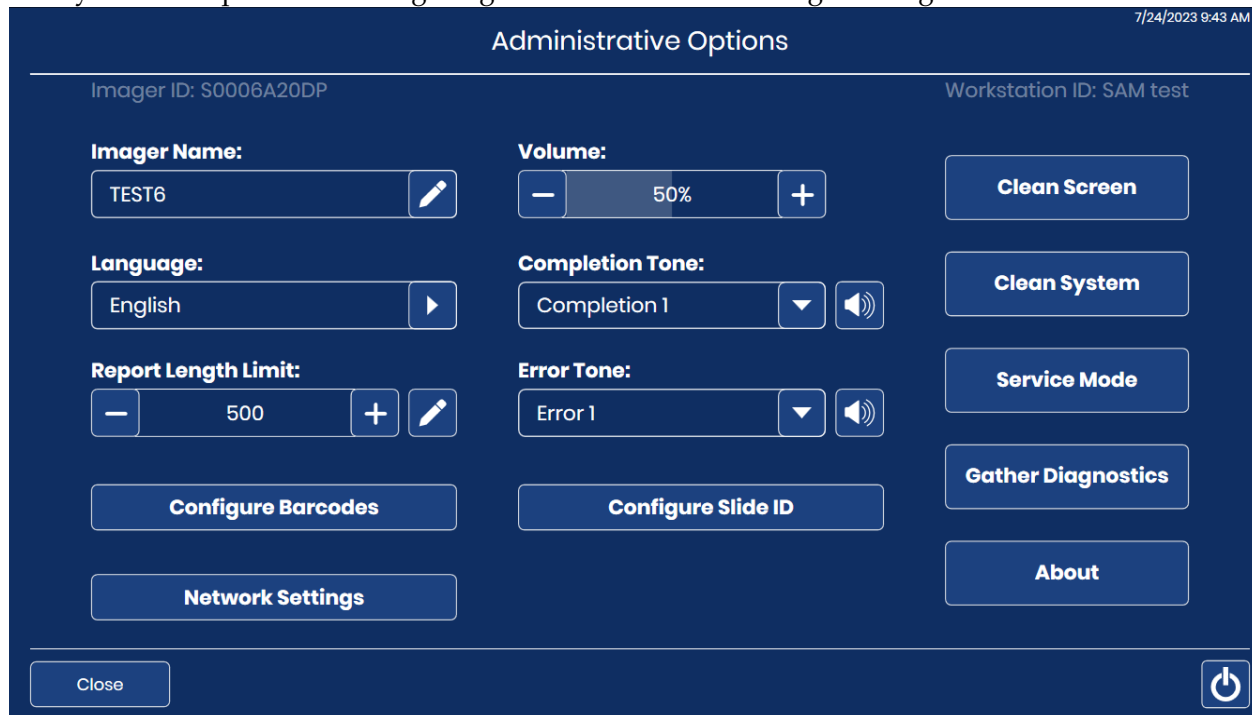 7/24/2023 9:43 AM
Administrative Options
Imager ID: S0006A20DP
Workstation ID: SAM test
Imager Name:
TEST6
Volume:
50%
Clean Screen
Language:
English
Completion Tone:
Completion 1
Clean System
Report Length Limit:
500
Error Tone:
Error 1
Service Mode
Configure Barcodes
Configure Slide ID
Gather Diagnostics
Network Settings
About
Close